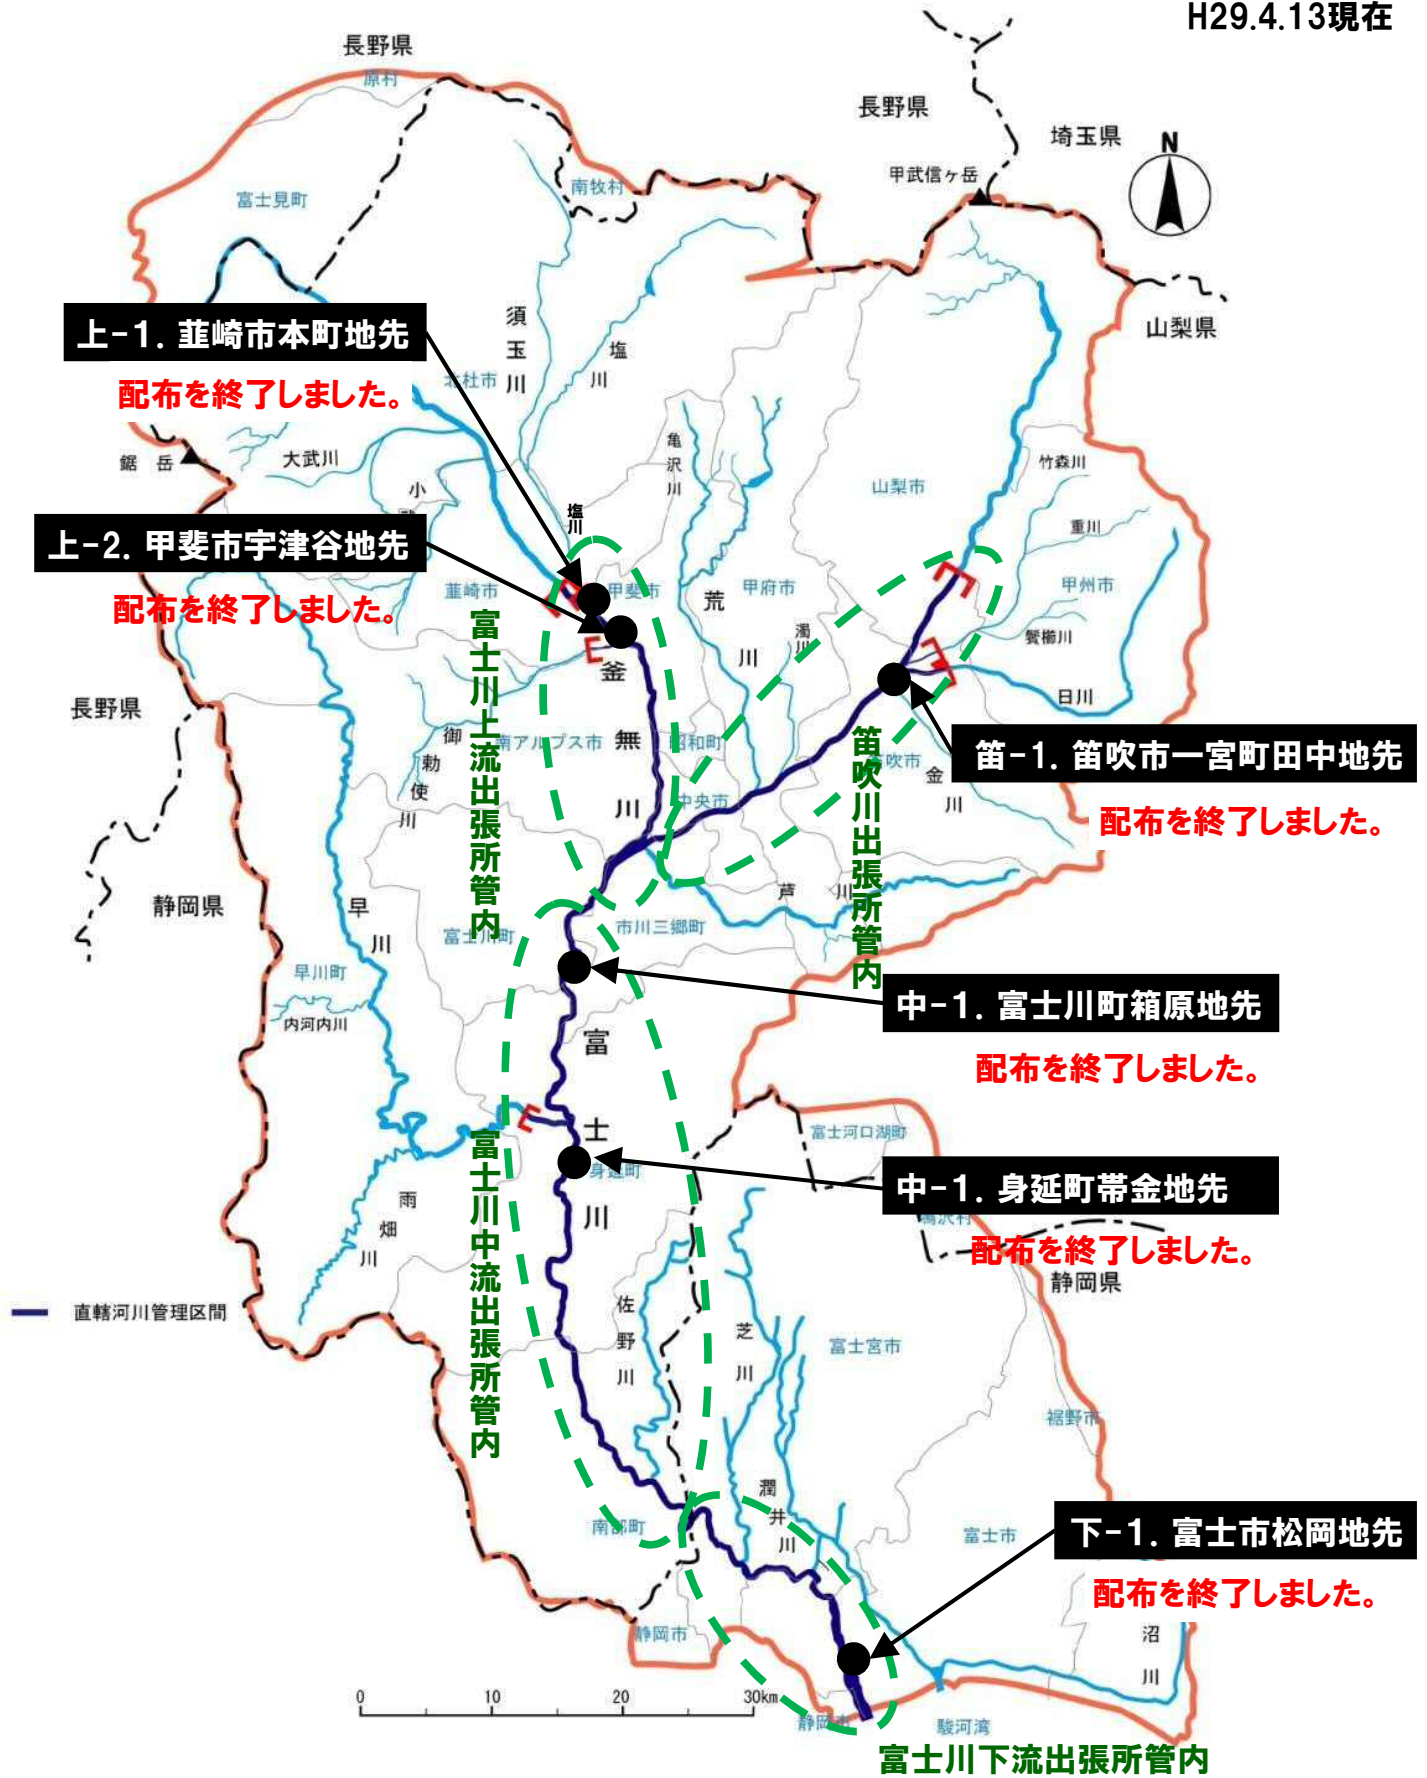 H29.4.13現在
長野県
原村
長野県
埼玉県
N
甲武信ヶ岳
富士見町
南牧村
山梨県
上-1. 韮崎市本町地先
配布を終了しました。
須玉川
塩川
北杜市
鋸岳
大武川
小
亀沢川
竹森川
山梨市
重川
塩川
上-2. 甲斐市宇津谷地先
配布を終了しました。
韮崎市
甲斐市
荒川
甲府市
甲州市
濁川
鬢櫛川
日川
富士川上流出張所管内
釜無川
長野県
御勅使川
南アルプス市
昭和町
笛吹川出張所管内
笛吹市
金川
笛-1. 笛吹市一宮町田中地先
配布を終了しました。
中央市
芦川
静岡県
早川
富士川町
市川三郷町
早川町
内河内川
中-1. 富士川町箱原地先
配布を終了しました。
富士川
富士河口湖町
富士川中流出張所管内
身延町
中-1. 身延町帯金地先
鳴沢村
配布を終了しました。
静岡県
雨畑川
直轄河川管理区間
佐野川
芝川
富士宮市
裾野市
潤井川
南部町
富士市
下-1. 富士市松岡地先
配布を終了しました。
沼川
静岡市
0 10 20 30km
静岡市
駿河湾
富士川下流出張所管内